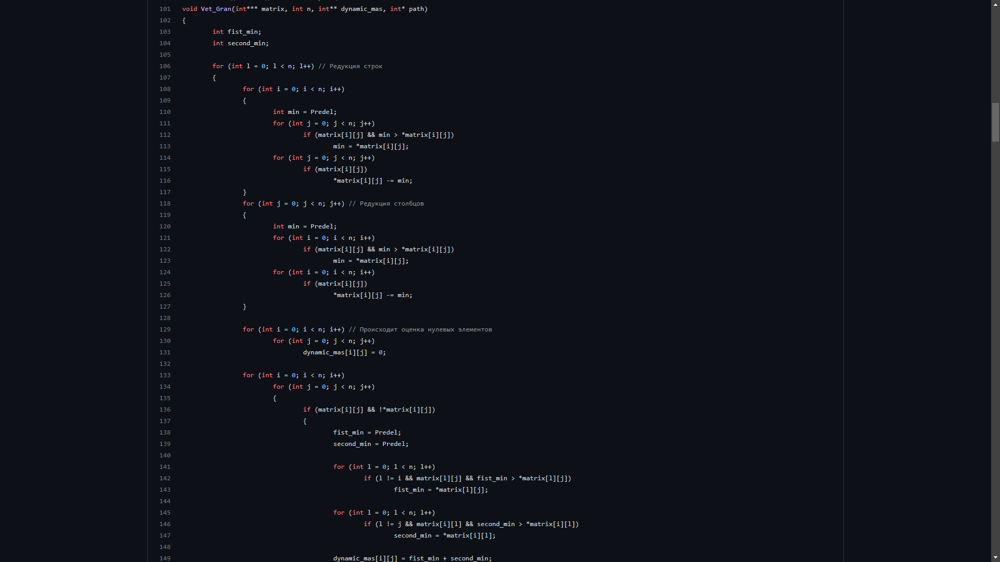 101 void Vet_Gran(int*** matrix, int n, int** dynamic_mas, int* path)
102 {
103 int fist_min;
104 int second_min;
105
106 for (int l = 0; l < n; l++) // Редукция строк
107 {
108 for (int i = 0; i < n; i++)
109 {
110 int min = Predel;
111 for (int j = 0; j < n; j++)
112 if (matrix[i][j] && min > *matrix[i][j])
113 min = *matrix[i][j];
114 for (int j = 0; j < n; j++)
115 if (matrix[i][j])
116 *matrix[i][j] -= min;
117 }
118 for (int j = 0; j < n; j++) // Редукция столбцов
119 {
120 int min = Predel;
121 for (int i = 0; i < n; i++)
122 if (matrix[i][j] && min > *matrix[i][j])
123 min = *matrix[i][j];
124 for (int i = 0; i < n; i++)
125 if (matrix[i][j])
126 *matrix[i][j] -= min;
127 }
128
129 for (int i = 0; i < n; i++) // Происходит оценка нулевых элементов
130 for (int j = 0; j < n; j++)
131 dynamic_mas[i][j] = 0;
132
133 for (int i = 0; i < n; i++)
134 for (int j = 0; j < n; j++)
135 {
136 if (matrix[i][j] && !*matrix[i][j])
137 {
138 fist_min = Predel;
139 second_min = Predel;
140
141 for (int l = 0; l < n; l++)
142 if (l != i && matrix[l][j] && fist_min > *matrix[l][j])
143 fist_min = *matrix[l][j];
144
145 for (int l = 0; l < n; l++)
146 if (l != j && matrix[i][l] && second_min > *matrix[i][l])
147 second_min = *matrix[i][l];
148
149 dynamic_mas[i][j] = fist_min + second_min;